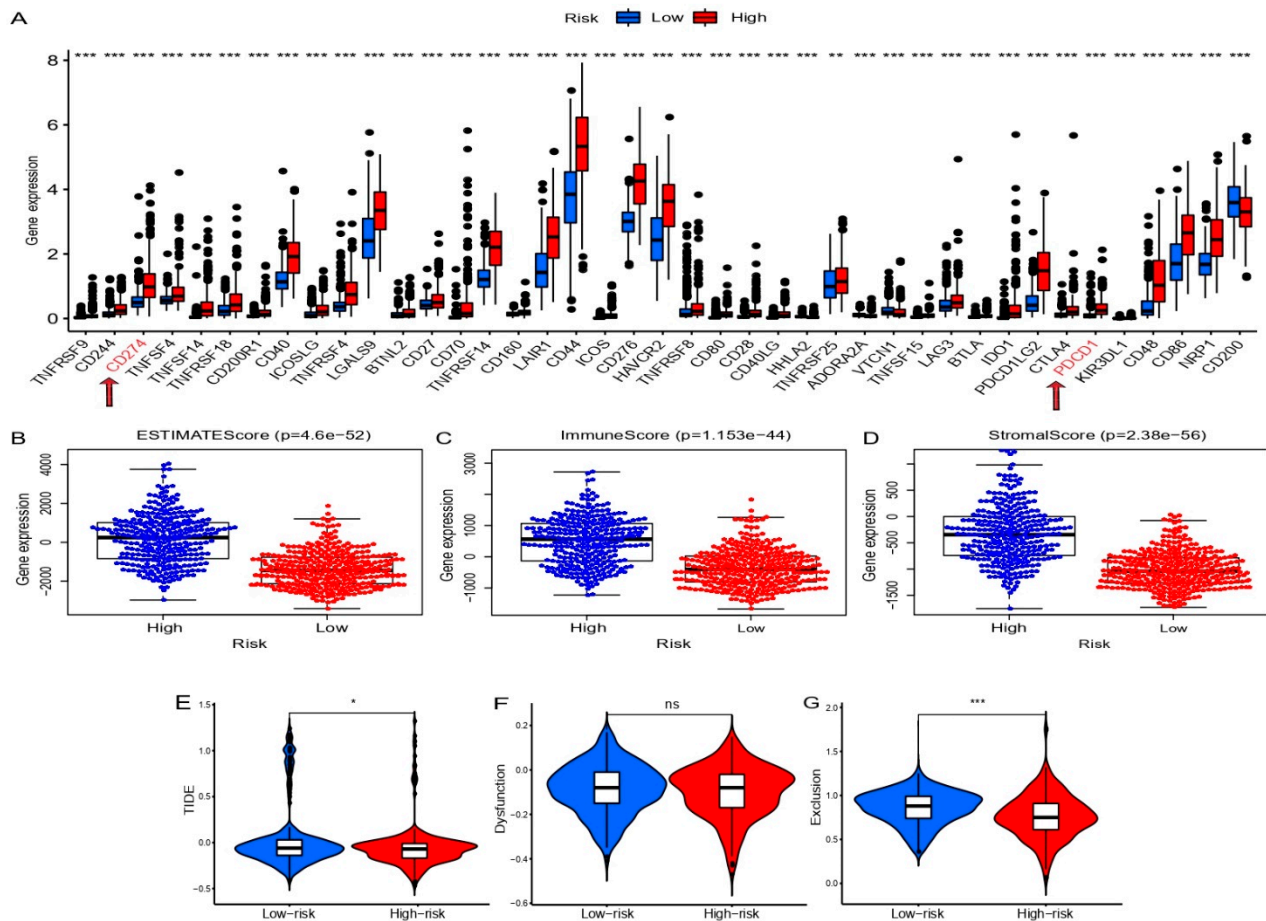 A
Risk Low High
*** *** *** *** *** *** *** *** *** *** *** *** *** *** *** *** *** *** *** *** *** *** *** *** *** *** *** ** *** *** *** *** *** *** *** *** *** *** *** *** *** *** ***
Gene expression
8
6
4
2
0
TNFRSF9
CD244
CD274
TNFSF4
TNFSF14
TNFRSF18
CD200R1
CD40
ICOSLG
TNFRSF4
LGALS9
BTNL2
CD27
CD70
TNFRSF14
CD160
LAIR1
CD44
ICOS
CD276
HAVCR2
TNFRSF8
CD80
CD28
CD40LG
HHLA2
TNFRSF25
ADORA2A
VTCN1
TNFSF15
LAG3
BTLA
IDO1
PDCD1LG2
CTLA4
PDCD1
KIR3DL1
CD48
CD86
NRP1
CD200
B
ESTIMATEScore (p=4.6e−52)
Gene expression
4000
2000
0
−2000
High Low
Risk
C
ImmuneScore (p=1.153e−44)
Gene expression
3000
1000
0
−1000
High Low
Risk
D
StromalScore (p=2.38e−56)
Gene expression
500
0
−500
−1500
High Low
Risk
E
*
TIDE
1.5
1.0
0.5
0.0
−0.5
Low−risk High−risk
F
ns
Dysfunction
0.2
0.0
−0.2
−0.4
−0.6
Low−risk High−risk
G
***
Exclusion
2.0
1.5
1.0
0.5
0.0
Low−risk High−risk